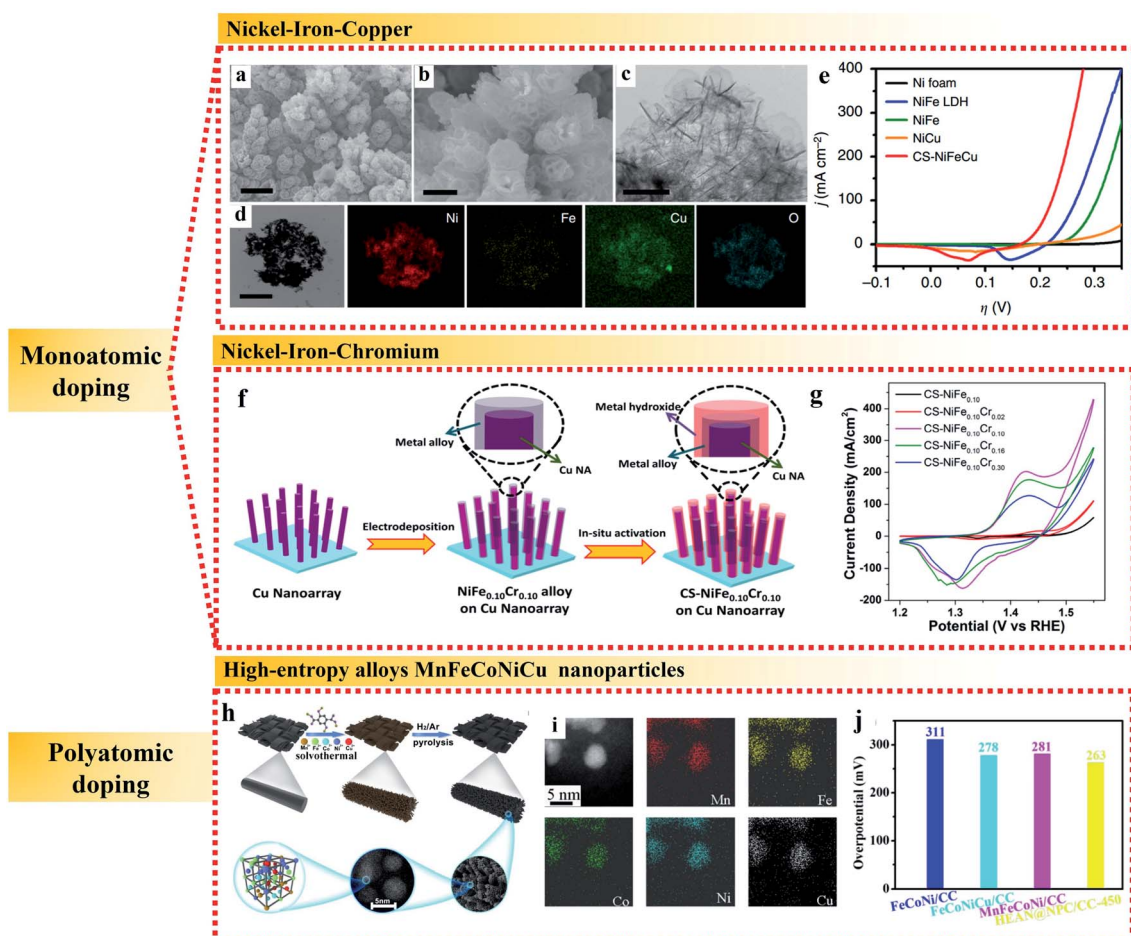 Nickel-Iron-Copper
a
b
c
d
Ni
Fe
Cu
O
e
400
300
200
100
0
j (mA cm⁻²)
Ni foam
NiFe LDH
NiFe
NiCu
CS-NiFeCu
–0.1 0.0 0.1 0.2 0.3
η (V)
Monoatomic
doping
Nickel-Iron-Chromium
f
Metal alloy
Cu NA
Metal hydroxide
Metal alloy
Cu NA
Electrodeposition
In-situ activation
Cu Nanoarray
NiFe₀.₁₀Cr₀.₁₀ alloy
on Cu Nanoarray
CS-NiFe₀.₁₀Cr₀.₁₀
on Cu Nanoarray
g
400
300
200
100
0
-100
-200
Current Density (mA/cm²)
CS-NiFe₀.₁₀
CS-NiFe₀.₁₀Cr₀.₀₂
CS-NiFe₀.₁₀Cr₀.₁₀
CS-NiFe₀.₁₀Cr₀.₁₆
CS-NiFe₀.₁₀Cr₀.₃₀
1.2 1.3 1.4 1.5
Potential (V vs RHE)
High-entropy alloys MnFeCoNiCu nanoparticles
Polyatomic
doping
h
solvothermal
H₂/Ar
pyrolysis
5nm
i
5 nm
Mn
Fe
Co
Ni
Cu
j
300
200
100
0
Overpotential (mV)
311
278
281
263
FeCoNi/CC
FeCoNiCu/CC
MnFeCoNi/CC
HEAN@NPC/CC-450